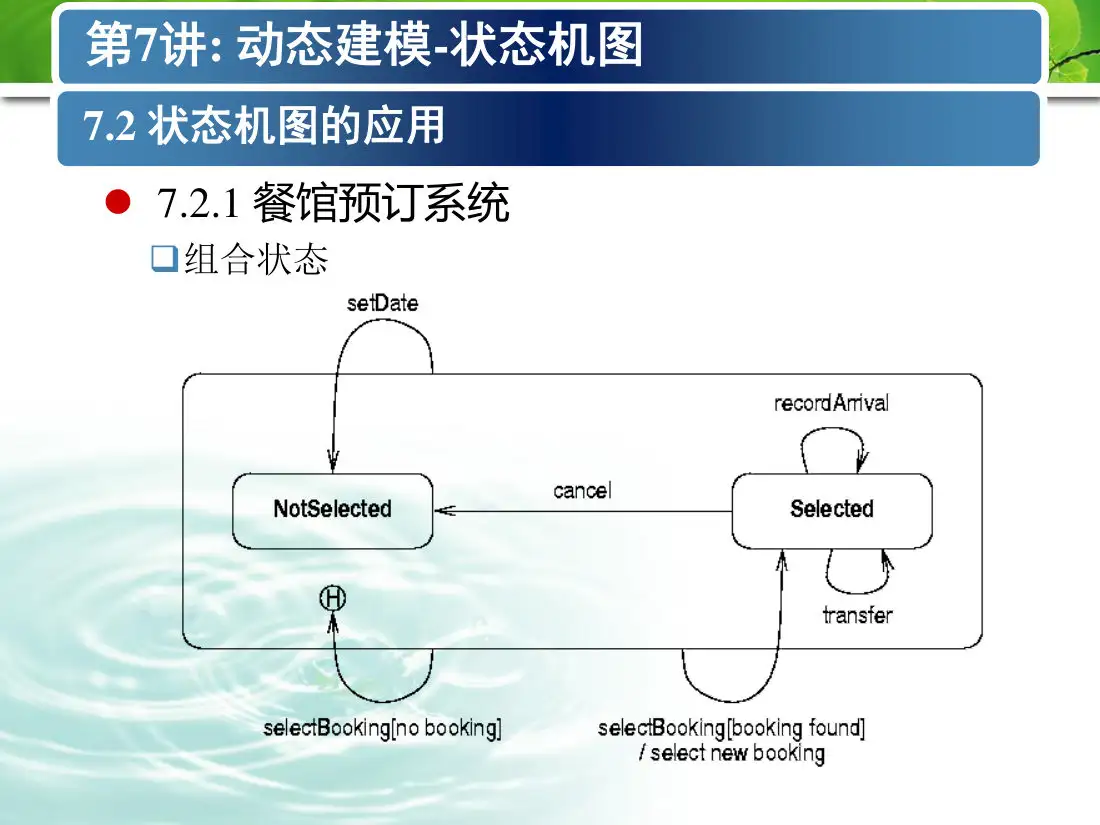 第7讲: 动态建模-状态机图
7.2 状态机图的应用
7.2.1 餐馆预订系统
组合状态
setDate
recordArrival
NotSelected
cancel
Selected
H
transfer
selectBooking[no booking]
selectBooking[booking found]
/ select new booking